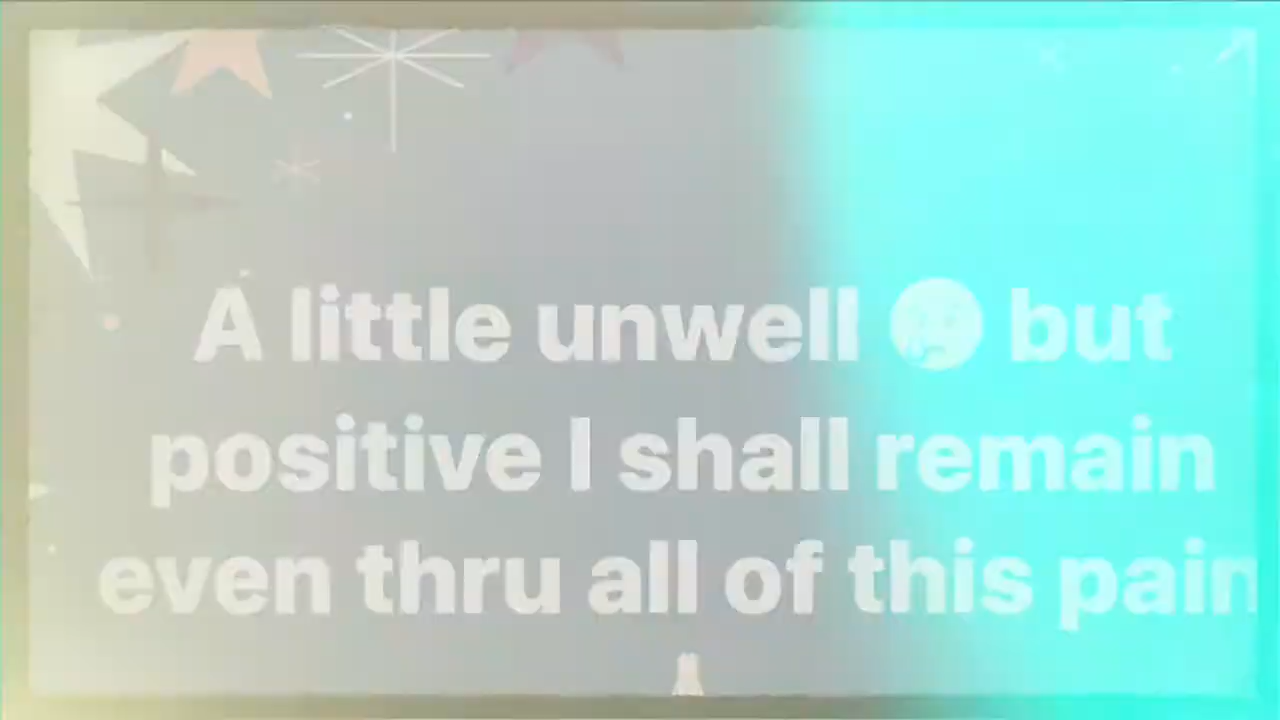 A little unwell 🤢 but
positive I shall remain
even thru all of this pain